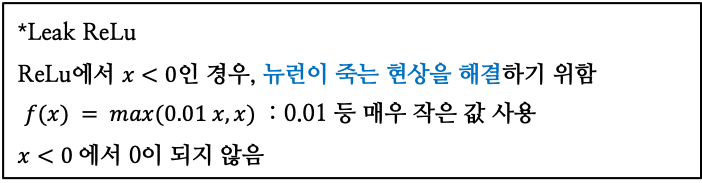 *Leak ReLu
ReLu에서 𝑥 < 0인 경우, 뉴런이 죽는 현상을 해결하기 위함
𝑓(𝑥) = 𝑚𝑎𝑥(0.01 𝑥, 𝑥) : 0.01 등 매우 작은 값 사용
𝑥 < 0 에서 0이 되지 않음